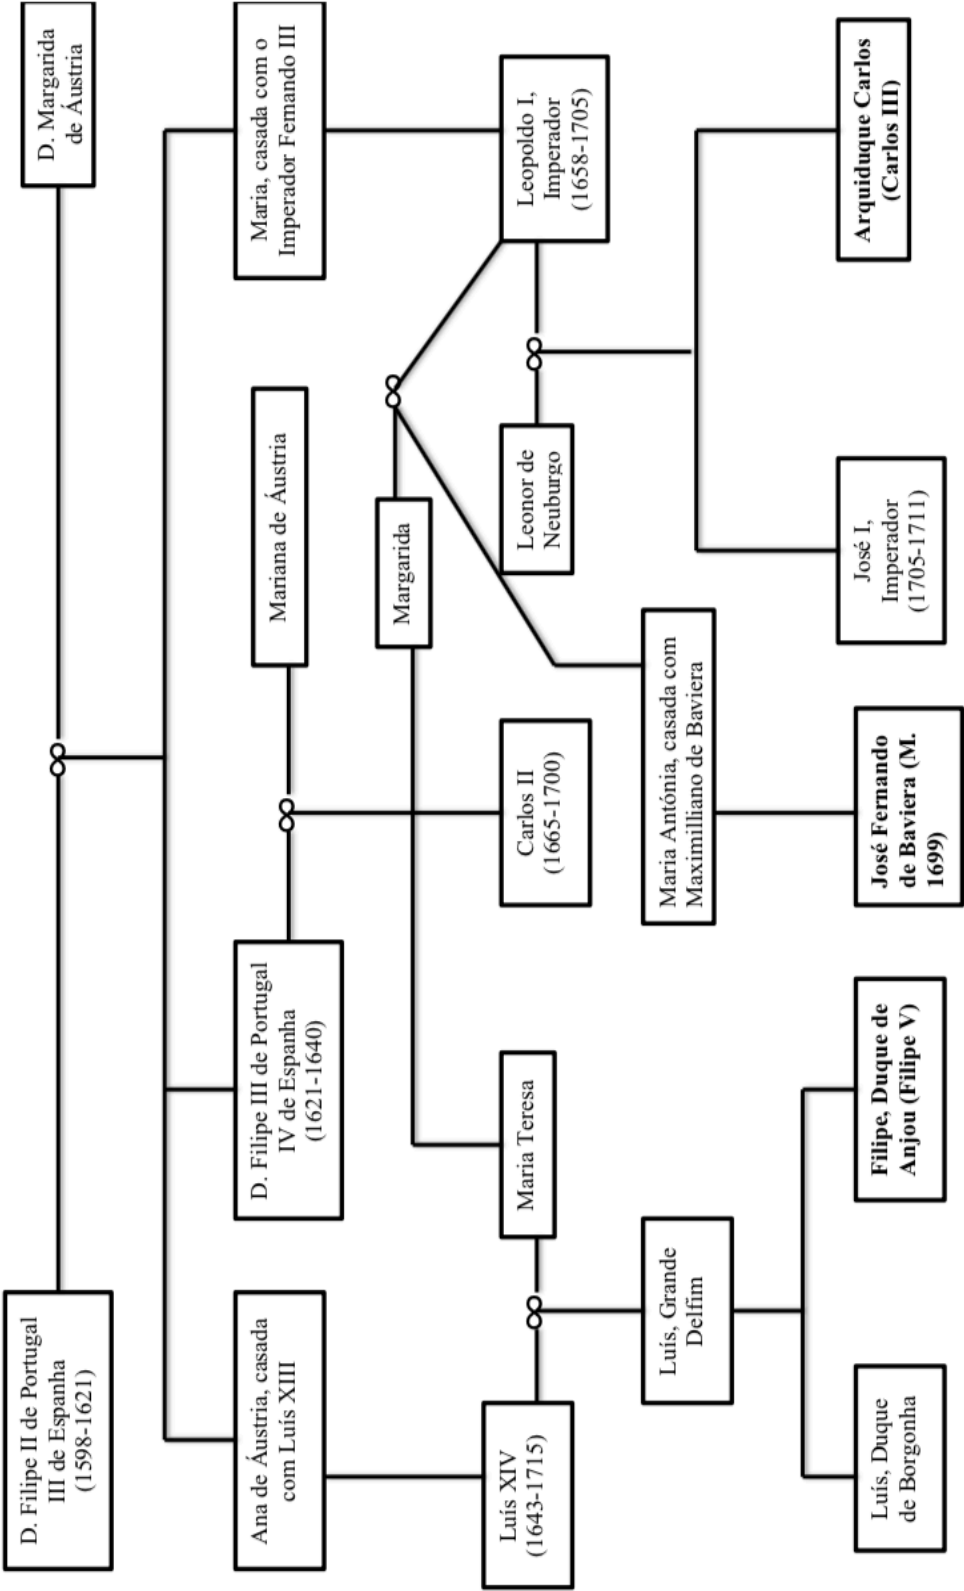 D. Filipe II de Portugal
III de Espanha
(1598-1621)
D. Margarida
de Áustria
Ana de Áustria, casada
com Luís XIII
D. Filipe III de Portugal
IV de Espanha
(1621-1640)
Mariana de Áustria
Maria, casada com o
Imperador Fernando III
Margarida
Luís XIV
(1643-1715)
Maria Teresa
Carlos II
(1665-1700)
Leonor de
Neuburgo
Leopoldo I,
Imperador
(1658-1705)
Luís, Grande
Delfim
Maria Antónia, casada com
Maximilliano de Baviera
Luís, Duque
de Borgonha
Filipe, Duque de
Anjou (Filipe V)
José Fernando
de Baviera (M.
1699)
José I,
Imperador
(1705-1711)
Arquiduque Carlos
(Carlos III)